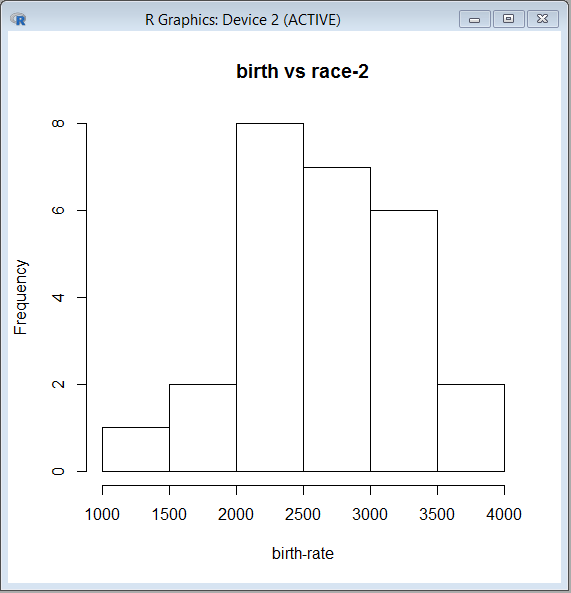 R Graphics: Device 2 (ACTIVE)
birth vs race-2
8
6
4
2
0
Frequency
1000 1500 2000 2500 3000 3500 4000
birth-rate